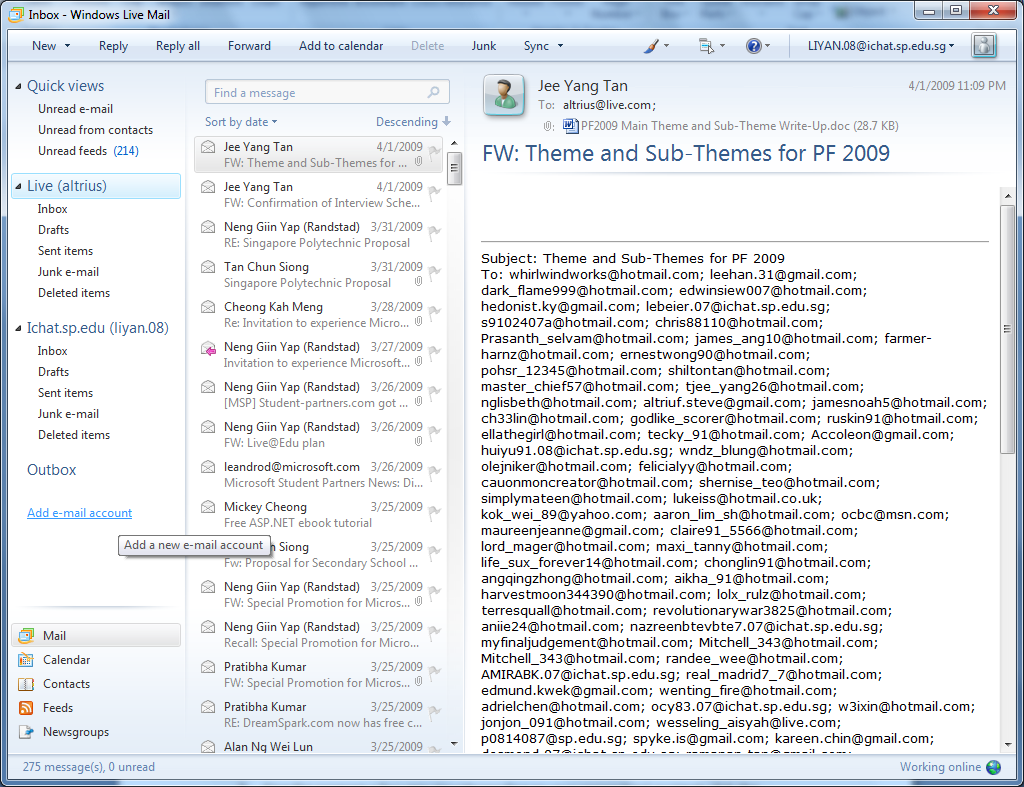 Inbox - Windows Live Mail
New Reply Reply all Forward Add to calendar Delete Junk Sync LIYAN.08@ichat.sp.edu.sg
Quick views
Unread e-mail
Unread from contacts
Unread feeds (214)
Live (altrius)
Inbox
Drafts
Sent items
Junk e-mail
Deleted items
Ichat.sp.edu (liyan.08)
Inbox
Drafts
Sent items
Junk e-mail
Deleted items
Outbox
Add e-mail account
Add a new e-mail account
Mail
Calendar
Contacts
Feeds
Newsgroups
Find a message
Sort by date Descending
Jee Yang Tan 4/1/2009
FW: Theme and Sub-Themes for ...
Jee Yang Tan 4/1/2009
FW: Confirmation of Interview Sche...
Neng Giin Yap (Randstad) 3/31/2009
RE: Singapore Polytechnic Proposal
Tan Chun Siong 3/31/2009
Singapore Polytechnic Proposal
Cheong Kah Meng 3/28/2009
Re: Invitation to experience Micro...
Neng Giin Yap (Randstad) 3/27/2009
Invitation to experience Microsoft...
Neng Giin Yap (Randstad) 3/26/2009
[MSP] Student-partners.com got ...
Neng Giin Yap (Randstad) 3/26/2009
FW: Live@Edu plan
leandrod@microsoft.com 3/26/2009
Microsoft Student Partners News: Di...
Mickey Cheong 3/25/2009
Free ASP.NET ebook tutorial
Siong 3/25/2009
Fw: Proposal for Secondary School ...
Neng Giin Yap (Randstad) 3/25/2009
FW: Special Promotion for Micros...
Neng Giin Yap (Randstad) 3/25/2009
Recall: Special Promotion for Micro...
Pratibha Kumar 3/25/2009
FW: Special Promotion for Micros...
Pratibha Kumar 3/25/2009
RE: DreamSpark.com now has free c...
Alan Ng Wei Lun 3/25/2009
Jee Yang Tan 4/1/2009 11:09 PM
To: altrius@live.com;
PF2009 Main Theme and Sub-Theme Write-Up.doc (28.7 KB)
FW: Theme and Sub-Themes for PF 2009
Subject: Theme and Sub-Themes for PF 2009
To: whirlwindworks@hotmail.com; leehan.31@gmail.com;
dark_flame999@hotmail.com; edwinsiew007@hotmail.com;
hedonist.ky@gmail.com; lebeier.07@ichat.sp.edu.sg;
s9102407a@hotmail.com; chris88110@hotmail.com;
Prasanth_selvam@hotmail.com; james_ang10@hotmail.com; farmer-
harnz@hotmail.com; ernestwong90@hotmail.com;
pohsr_12345@hotmail.com; shiltontan@hotmail.com;
master_chief57@hotmail.com; tjee_yang26@hotmail.com;
nglisbeth@hotmail.com; altriuf.steve@gmail.com; jamesnoah5@hotmail.com;
ch33lin@hotmail.com; godlike_scorer@hotmail.com; ruskin91@hotmail.com;
ellathegirl@hotmail.com; tecky_91@hotmail.com; Accoleon@gmail.com;
huiyu91.08@ichat.sp.edu.sg; wndz_blung@hotmail.com;
olejniker@hotmail.com; felicialyy@hotmail.com;
cauonmoncreator@hotmail.com; shernise_teo@hotmail.com;
simplymateen@hotmail.com; lukeiss@hotmail.co.uk;
kok_wei_89@yahoo.com; aaron_lim_sh@hotmail.com; ocbc@msn.com;
maureenjeanne@gmail.com; claire91_5566@hotmail.com;
lord_mager@hotmail.com; maxi_tanny@hotmail.com;
life_sux_forever14@hotmail.com; chonglin91@hotmail.com;
angqingzhong@hotmail.com; aikha_91@hotmail.com;
harvestmoon344390@hotmail.com; lolx_rulz@hotmail.com;
terresquall@hotmail.com; revolutionarywar3825@hotmail.com;
aniie24@hotmail.com; nazreenbtevbte7.07@ichat.sp.edu.sg;
myfinaljudgement@hotmail.com; Mitchell_343@hotmail.com;
Mitchell_343@hotmail.com; randee_wee@hotmail.com;
AMIRABK.07@ichat.sp.edu.sg; real_madrid7_7@hotmail.com;
edmund.kwek@gmail.com; wenting_fire@hotmail.com;
adrielchen@hotmail.com; ocy83.07@ichat.sp.edu.sg; w3ixin@hotmail.com;
jonjon_091@hotmail.com; wesseling_aisyah@live.com;
p0814087@sp.edu.sg; spyke.is@gmail.com; kareen.chin@gmail.com;
275 message(s), 0 unread
Working online